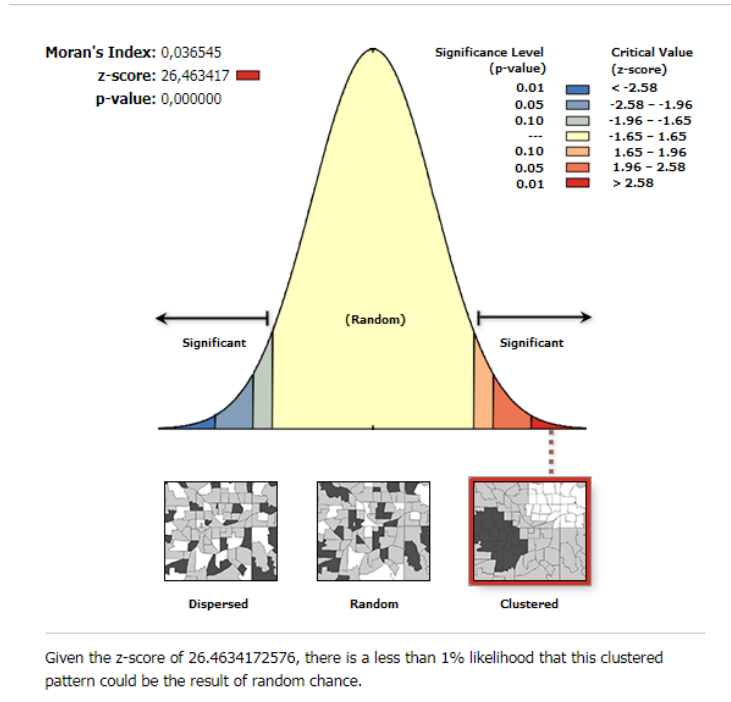 Moran's Index: 0,036545
z-score: 26,463417
p-value: 0,000000
Significance Level
(p-value)
Critical Value
(z-score)
0.01 < -2.58
0.05 -2.58 – -1.96
0.10 -1.96 – -1.65
--- -1.65 – 1.65
0.10 1.65 – 1.96
0.05 1.96 – 2.58
0.01 > 2.58
(Random)
Significant
Significant
Dispersed
Random
Clustered
Given the z-score of 26.4634172576, there is a less than 1% likelihood that this clustered
pattern could be the result of random chance.